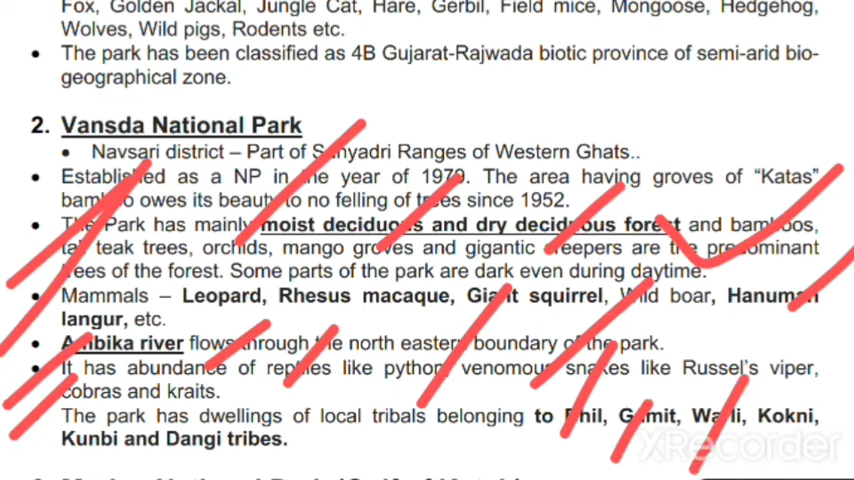 Fox, Golden Jackal, Jungle Cat, Hare, Gerbil, Field mice, Mongoose, Hedgehog,
Wolves, Wild pigs, Rodents etc.
• The park has been classified as 4B Gujarat-Rajwada biotic province of semi-arid bio-
geographical zone.
2. Vansda National Park
• Navsari district – Part of Sahyadri Ranges of Western Ghats..
• Established as a NP in the year of 1979. The area having groves of “Katas”
bamboo owes its beauty to no felling of trees since 1952.
• The Park has mainly moist deciduous and dry deciduous forest and bamboos,
tall teak trees, orchids, mango groves and gigantic creepers are the predominant
trees of the forest. Some parts of the park are dark even during daytime.
• Mammals – Leopard, Rhesus macaque, Giant squirrel, Wild boar, Hanuman
langur, etc.
• Ambika river flows through the north eastern boundary of the park.
• It has abundance of reptiles like python, venomous snakes like Russel’s viper,
cobras and kraits.
The park has dwellings of local tribals belonging to Bhil, Gamit, Warli, Kokni,
Kunbi and Dangi tribes.
XRecorder